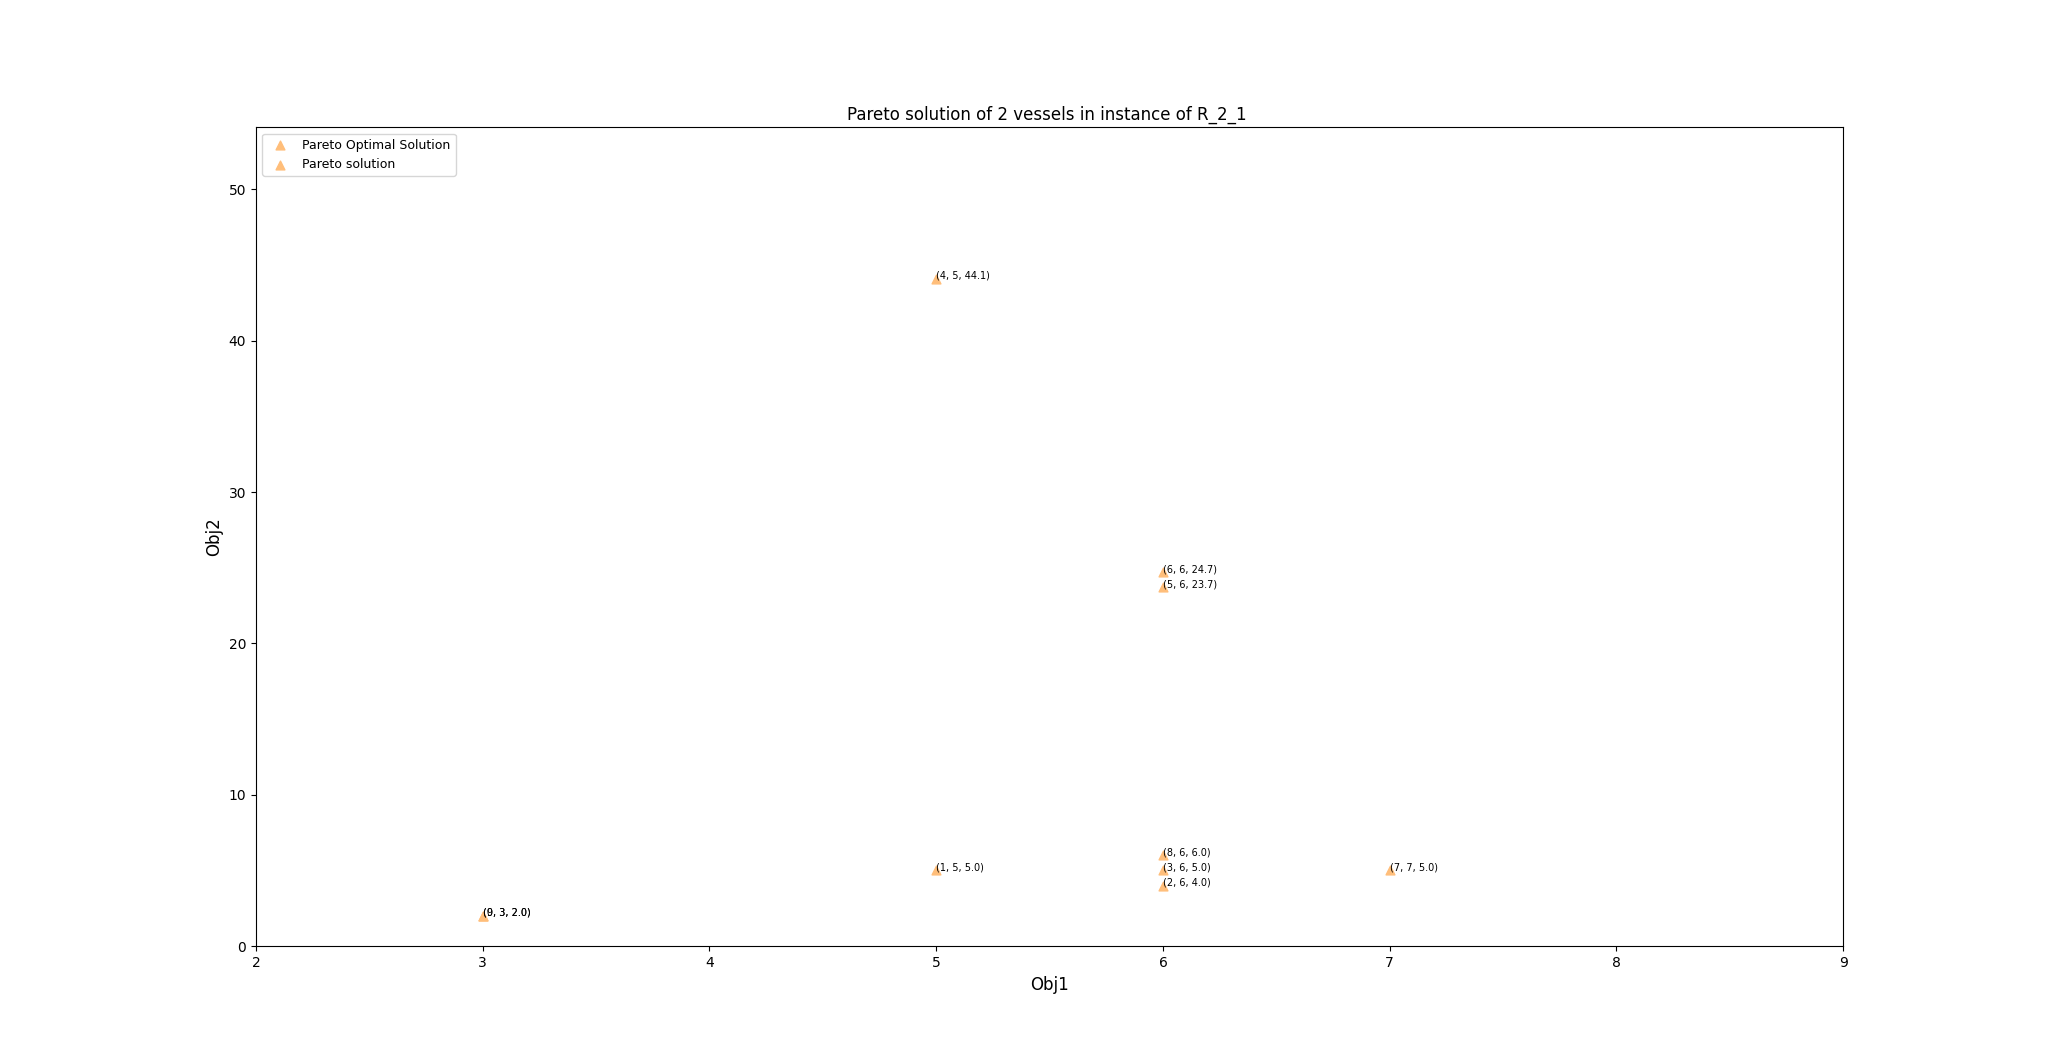 Pareto solution of 2 vessels in instance of R_2_1
Pareto Optimal Solution
Pareto solution
50
(4, 5, 44.1)
40
30
Obj2
(6, 6, 24.7)
(5, 6, 23.7)
20
10
(8, 6, 6.0)
(1, 5, 5.0)
(3, 6, 5.0)
(7, 7, 5.0)
(2, 6, 4.0)
3, 2.0)
0
2
3
4
5
6
7
8
9
Obj1